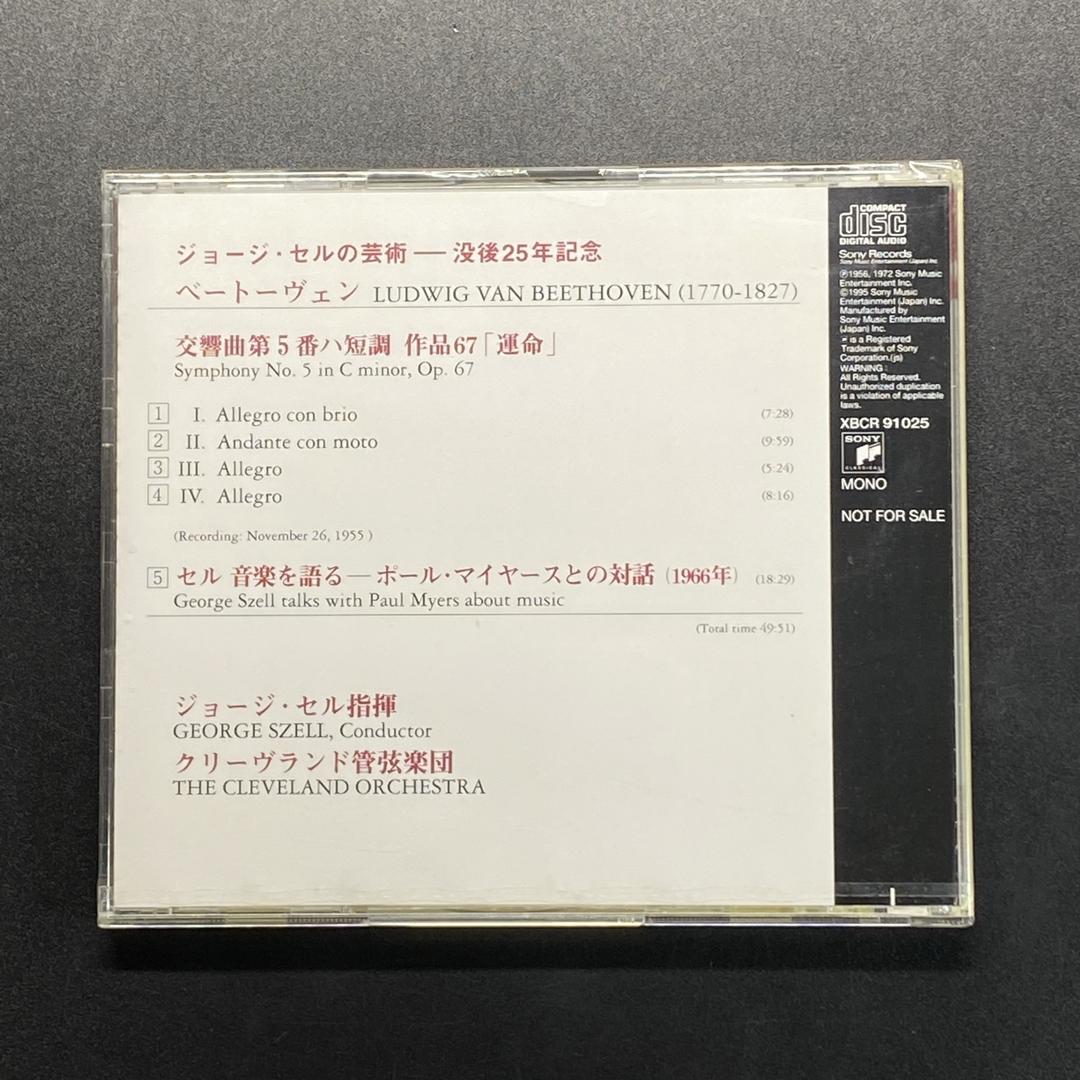 ジョージ・セルの芸術 — 没後25年記念
ベートーヴェン LUDWIG VAN BEETHOVEN (1770-1827)
交響曲第5番ハ短調 作品67「運命」
Symphony No. 5 in C minor, Op. 67
1 I. Allegro con brio (7:28)
2 II. Andante con moto (9:59)
3 III. Allegro (5:24)
4 IV. Allegro (8:16)
(Recording: November 26, 1955)
5 セル 音楽を語る — ポール・マイヤースとの対話 (1966年) (18:29)
George Szell talks with Paul Myers about music
(Total time 49:51)
ジョージ・セル指揮
GEORGE SZELL, Conductor
クリーヴランド管弦楽団
THE CLEVELAND ORCHESTRA
COMPACT
disc
DIGITAL AUDIO
Sony Records
Sony Music Entertainment (Japan) Inc.
℗1956, 1972 Sony Music
Entertainment Inc.
©1995 Sony Music
Entertainment (Japan) Inc.
Manufactured by
Sony Music Entertainment
(Japan) Inc.
is a Registered
Trademark of Sony
Corporation.(js)
WARNING:
All Rights Reserved.
Unauthorized duplication
is a violation of applicable
laws.
XBCR 91025
SONY
CLASSICAL
MONO
NOT FOR SALE